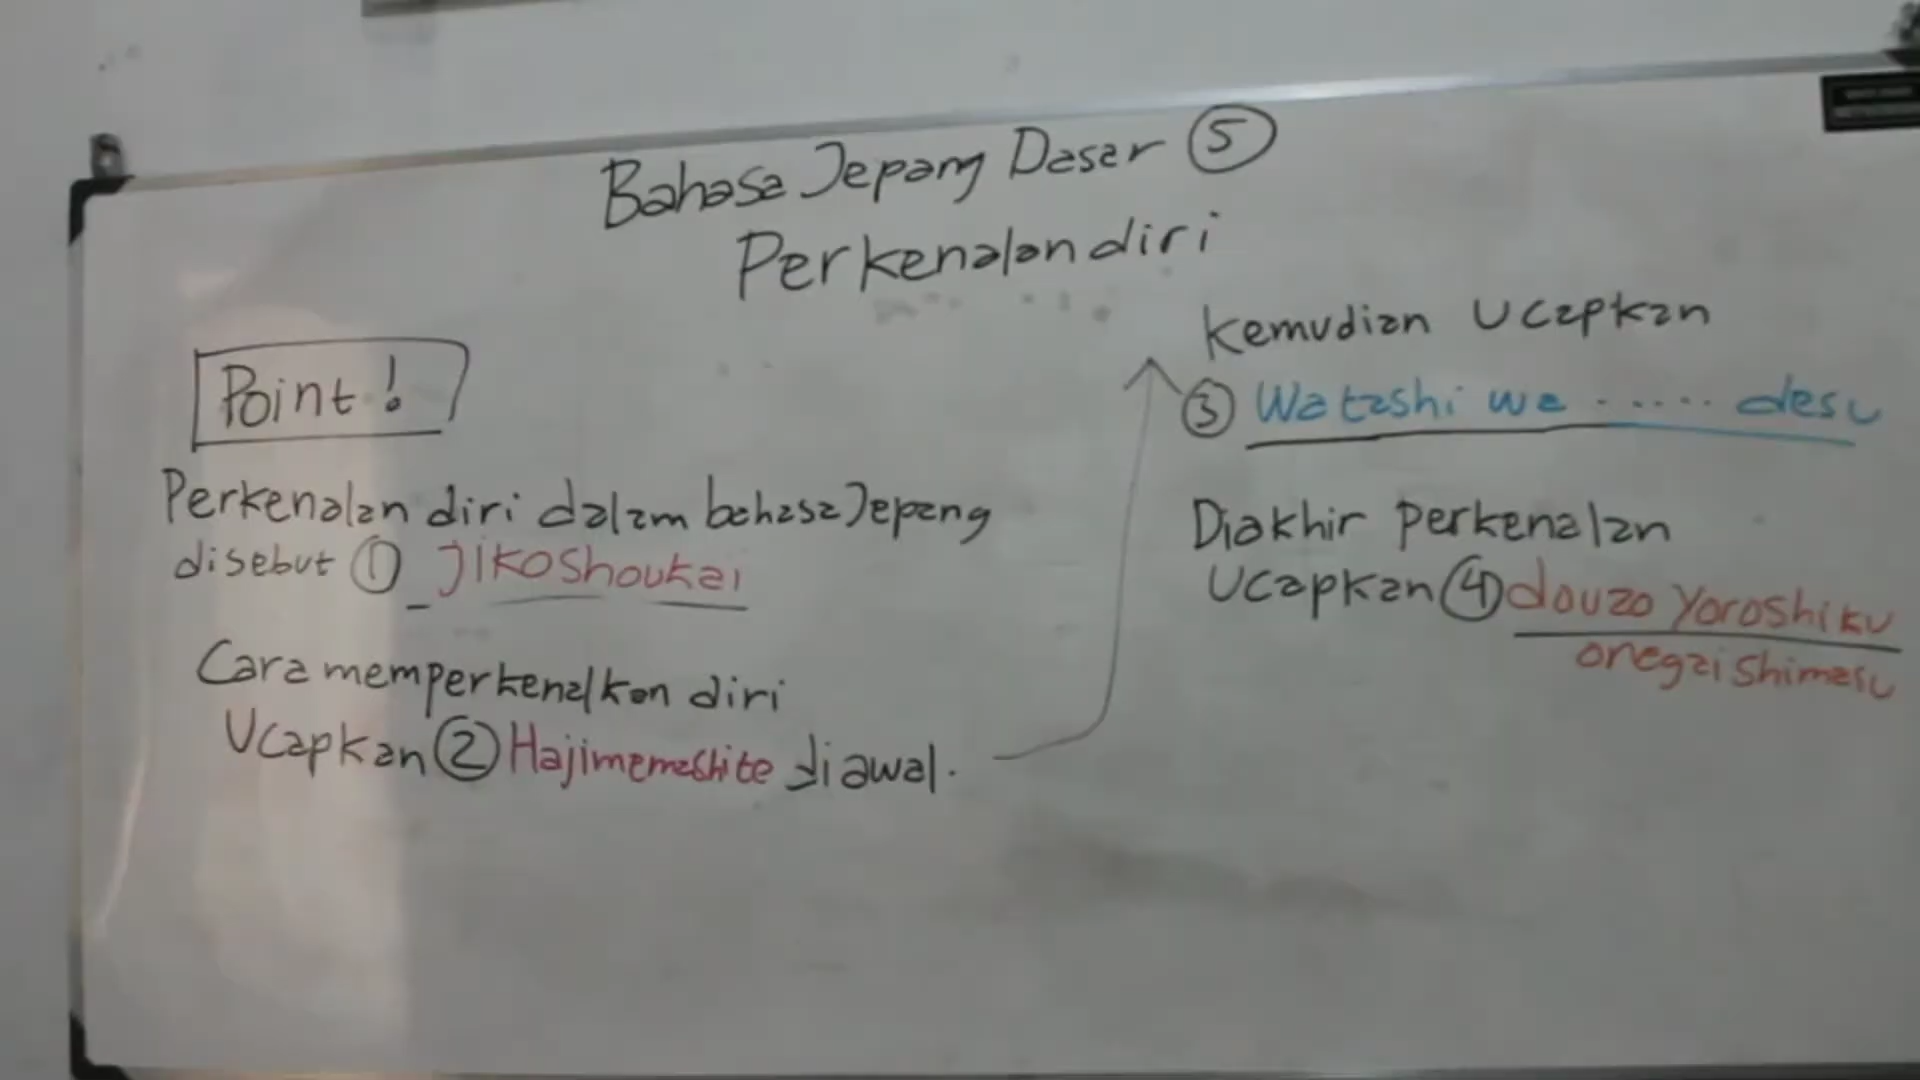 Bahasa Jepang Dasar ⑤
Perkenalan diri
Point!
Perkenalan diri dalam bahasa Jepang
disebut ① Jikoshoukai
Cara memperkenalkan diri
Ucapkan ② Hajimemashite diawal.
Kemudian Ucapkan
③ Watashi wa ...... desu
Diakhir perkenalan
Ucapkan ④ douzo yoroshiku
onegaishimasu